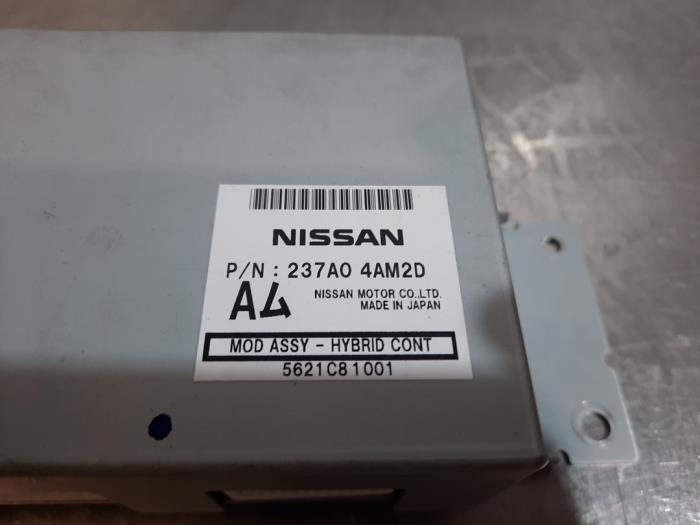 NISSAN
P/N : 237A0 4AM2D
A4 NISSAN MOTOR CO.,LTD.
MADE IN JAPAN
MOD ASSY - HYBRID CONT
5621C81001